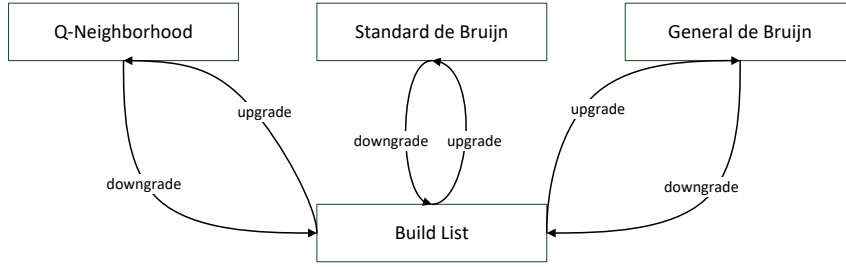 Q-Neighborhood
Standard de Bruijn
General de Bruijn
upgrade
upgrade
downgrade
upgrade
downgrade
downgrade
Build List